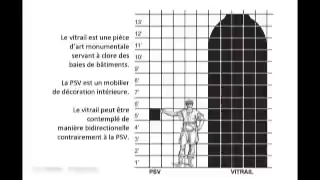 Le vitrail est une pièce
d'art monumentale
servant à clore des
baies de bâtiments.
La PSV est un mobilier
de décoration intérieure.
Le vitrail peut être
contemplé de
manière bidirectionelle
contrairement à la PSV.
13'
12'
11'
10'
9'
8'
7'
6'
5'
4'
3'
2'
1'
PSV
VITRAIL